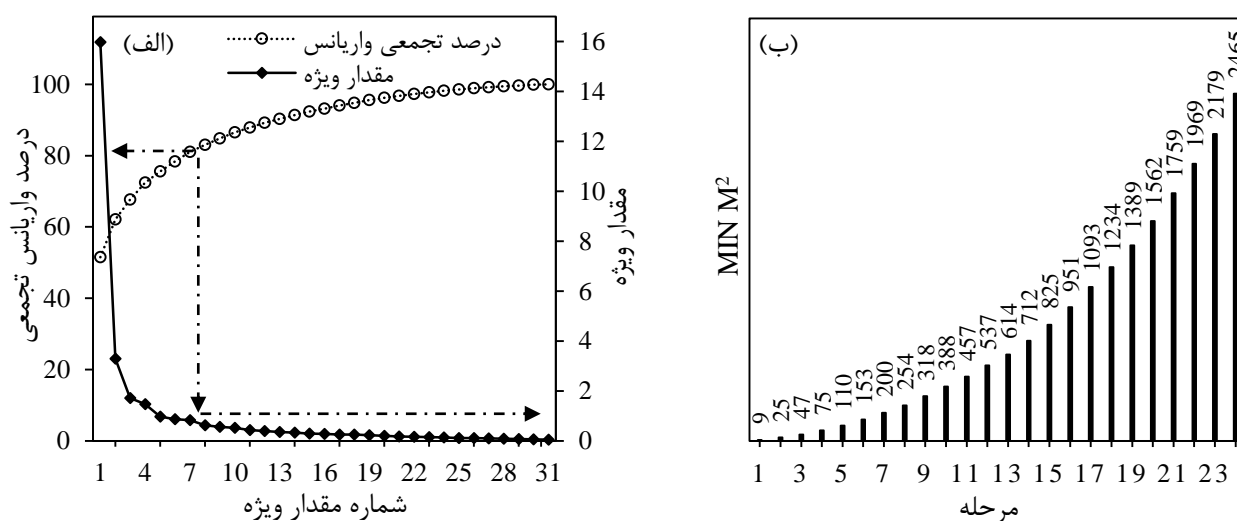 (الف)
درصد تجمعی واریانس
مقدار ویژه
درصد واریانس تجمعی
100
80
60
40
20
0
16
14
12
10
8
6
4
2
0
مقدار ویژه
1 4 7 10 13 16 19 22 25 28 31
شماره مقدار ویژه
(ب)
MIN M²
9 25 47 75 110 153 200 254 318 388 457 537 614 712 825 951 1093 1234 1389 1562 1759 1969 2179 2465
1 3 5 7 9 11 13 15 17 19 21 23
مرحله